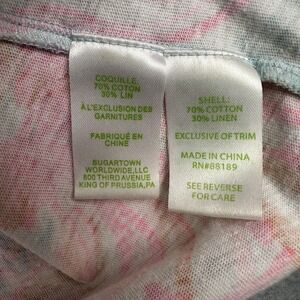 COQUILLE
70% COTON
30% LIN
À L'EXCLUSION DES
GARNITURES
FABRIQUÉ EN
CHINE
SUGARTOWN
WORLDWIDE, LLC
800 THIRD AVENUE
KING OF PRUSSIA, PA
SHELL
70% COTTON
30% LINEN
EXCLUSIVE OF TRIM
MADE IN CHINA
RN#88189
SEE REVERSE
FOR CARE